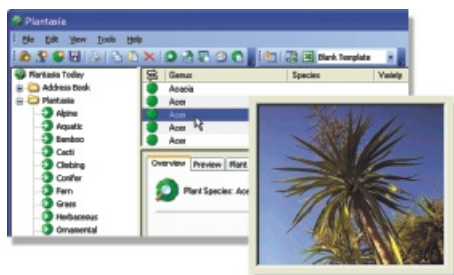 Plantasia
File Edit View Tools Help
Blank Template
Plantasia Today
Address Book
Plantasia
Alpine
Aquatic
Bamboo
Cacti
Climbing
Conifer
Fern
Grass
Herbaceous
Ornamental
Genus Species Variety
Acacia
Acer
Acer
Acer
Acer
Overview Preview Plant
Plant Species: Ace